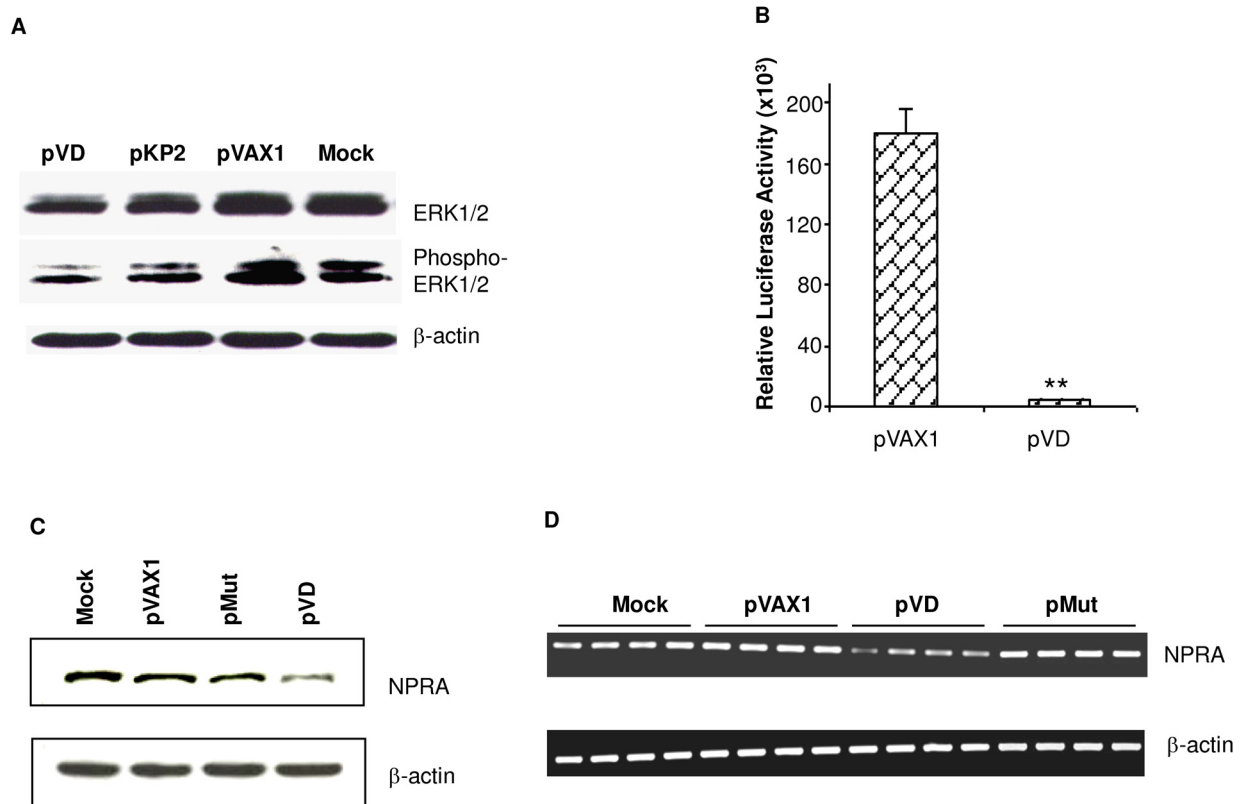 A
pVD pKP2 pVAX1 Mock
ERK1/2
Phospho-
ERK1/2
β-actin
B
Relative Luciferase Activity (x10³)
200
160
120
80
40
0
**
pVAX1 pVD
C
Mock pVAX1 pMut pVD
NPRA
β-actin
D
Mock pVAX1 pVD pMut
NPRA
β-actin